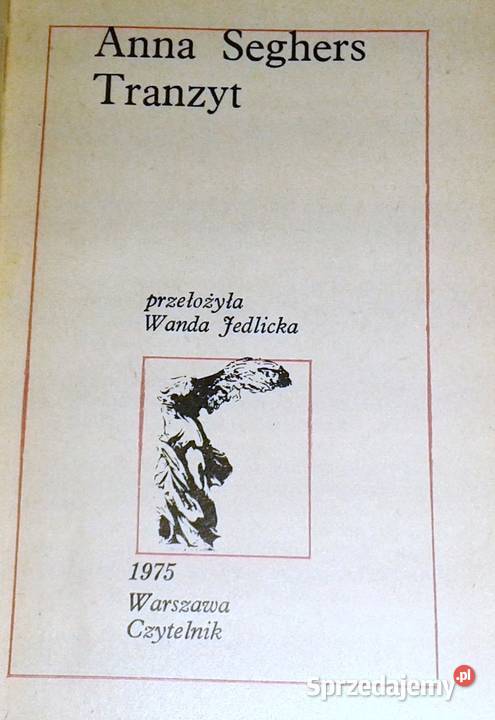 Anna Seghers
Tranzyt
przełożyła
Wanda Jedlicka
1975
Warszawa
Czytelnik
Sprzedajemy.pl